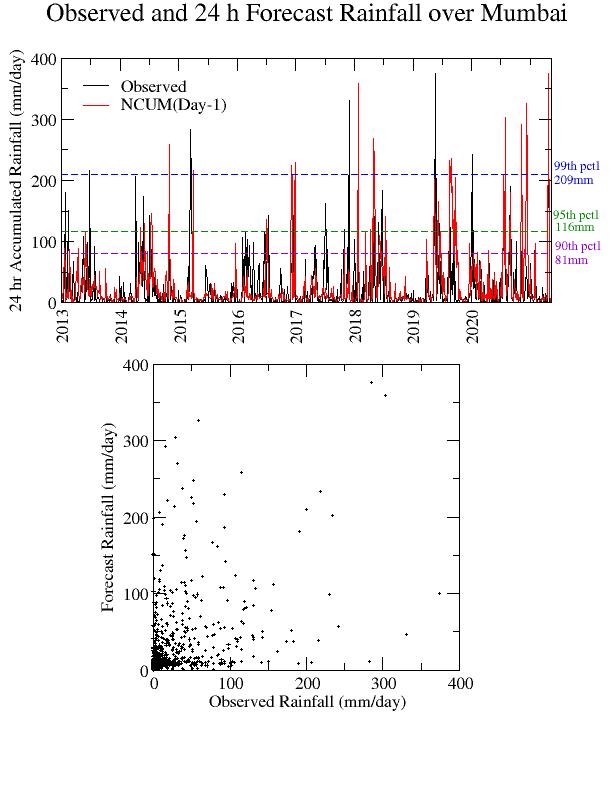 Observed and 24 h Forecast Rainfall over Mumbai
24 hr Accumulated Rainfall (mm/day)
400
300
200
100
0
Observed
NCUM(Day-1)
99th pctl
209mm
95th pctl
116mm
90th pctl
81mm
2013
2014
2015
2016
2017
2018
2019
2020
Forecast Rainfall (mm/day)
400
300
200
100
0
0 100 200 300 400
Observed Rainfall (mm/day)